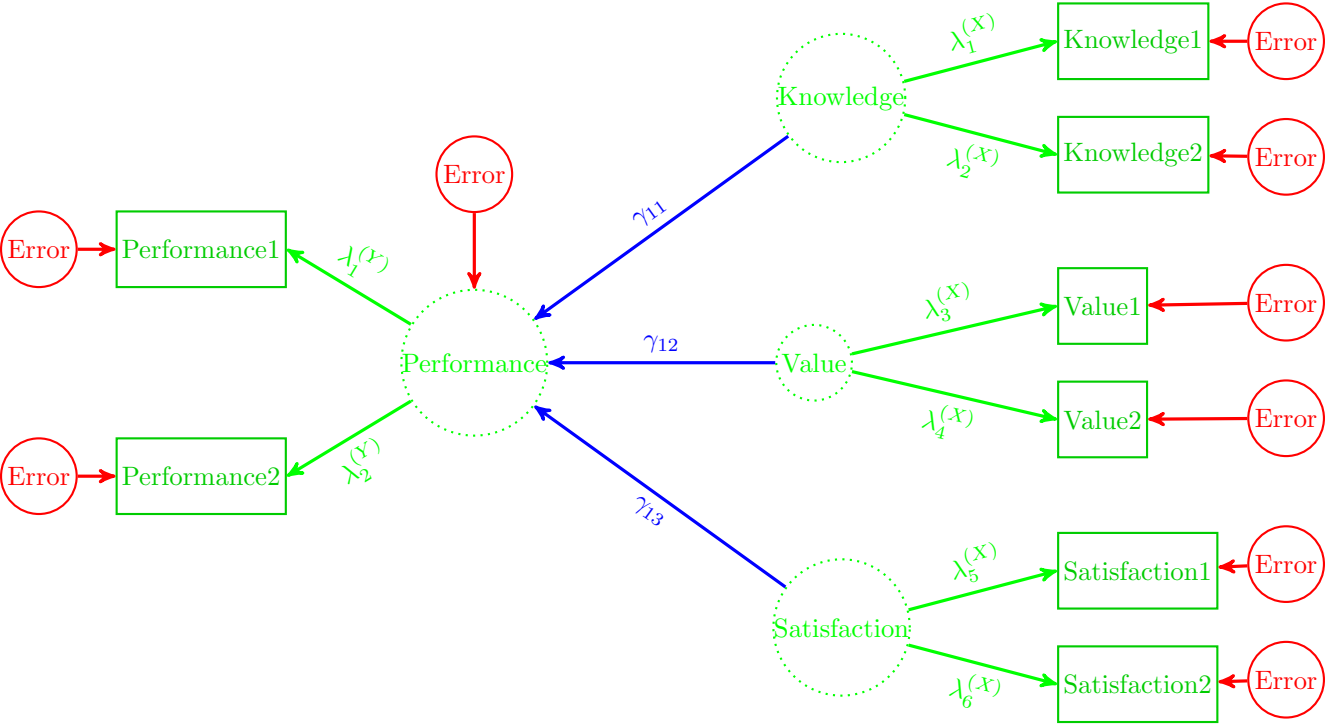 λ₁⁽ˣ⁾
Knowledge1
Error
Knowledge
λ₂⁽ˣ⁾
Knowledge2
Error
Error
γ₁₁
Error
Performance1
λ₁⁽ʸ⁾
λ₃⁽ˣ⁾
Value1
Error
γ₁₂
Performance
Value
λ₄⁽ˣ⁾
Value2
Error
Error
Performance2
λ₂⁽ʸ⁾
γ₁₃
λ₅⁽ˣ⁾
Satisfaction1
Error
Satisfaction
λ₆⁽ˣ⁾
Satisfaction2
Error